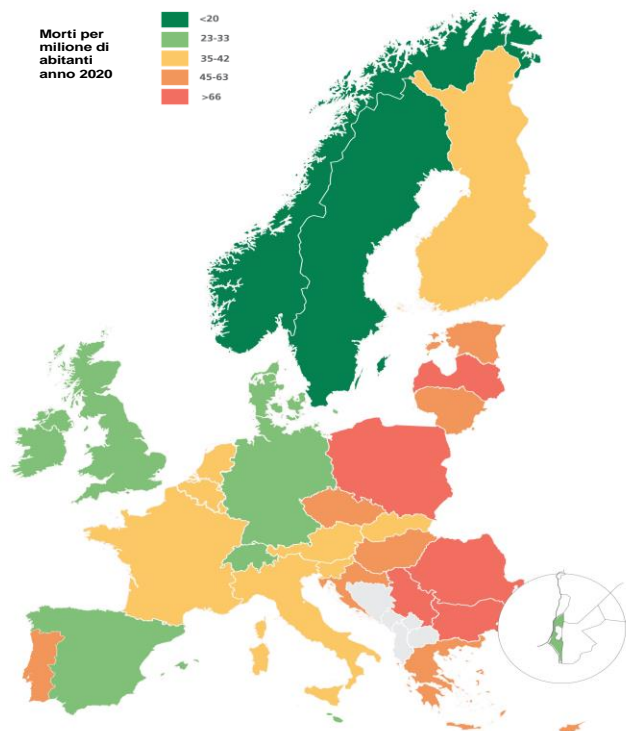 Morti per
milione di
abitanti
anno 2020
<20
23-33
35-42
45-63
>66